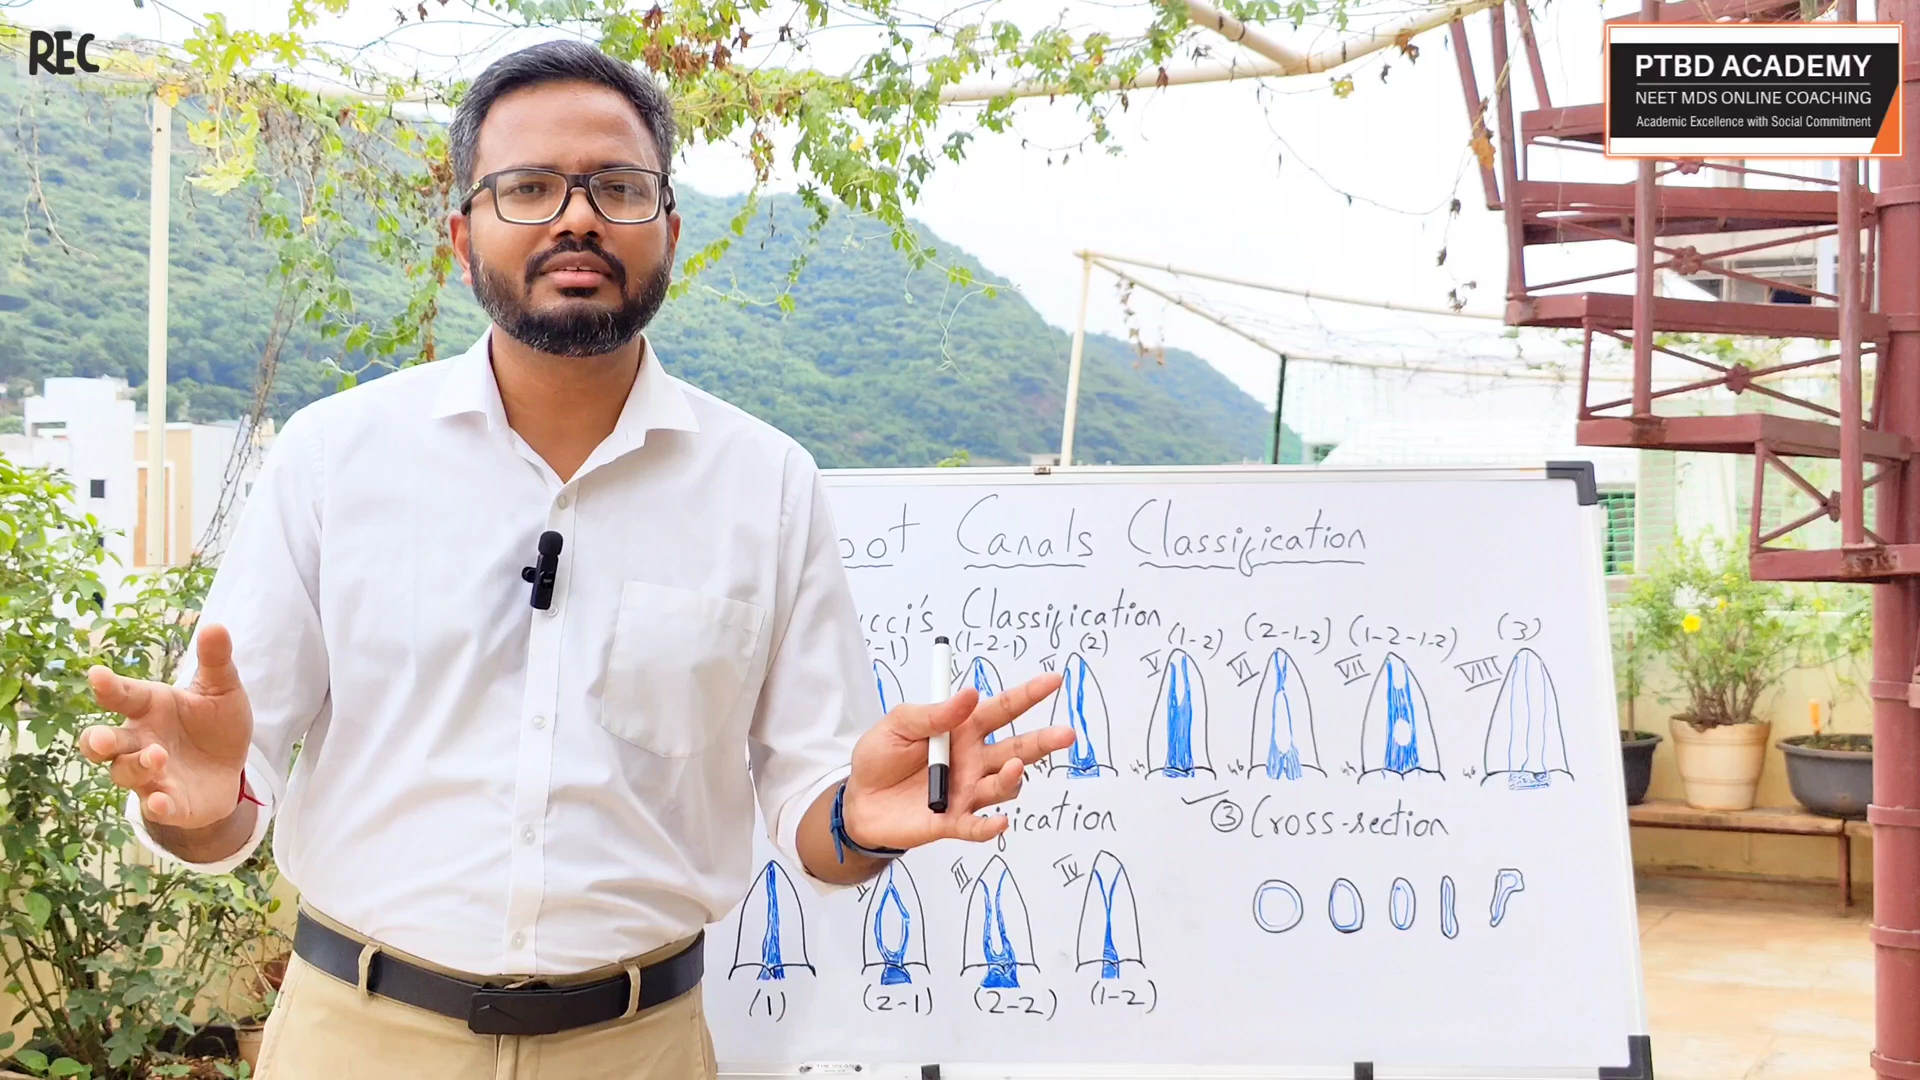 REC
PTBD ACADEMY
NEET MDS ONLINE COACHING
Academic Excellence with Social Commitment
Canals Classification
Classification
(1-2-1) (2) (1-2) (2-1-2) (1-2-1-2) (3)
IV V VI VII VIII
③ Cross-section
II III IV
(1) (2-1) (2-2) (1-2)